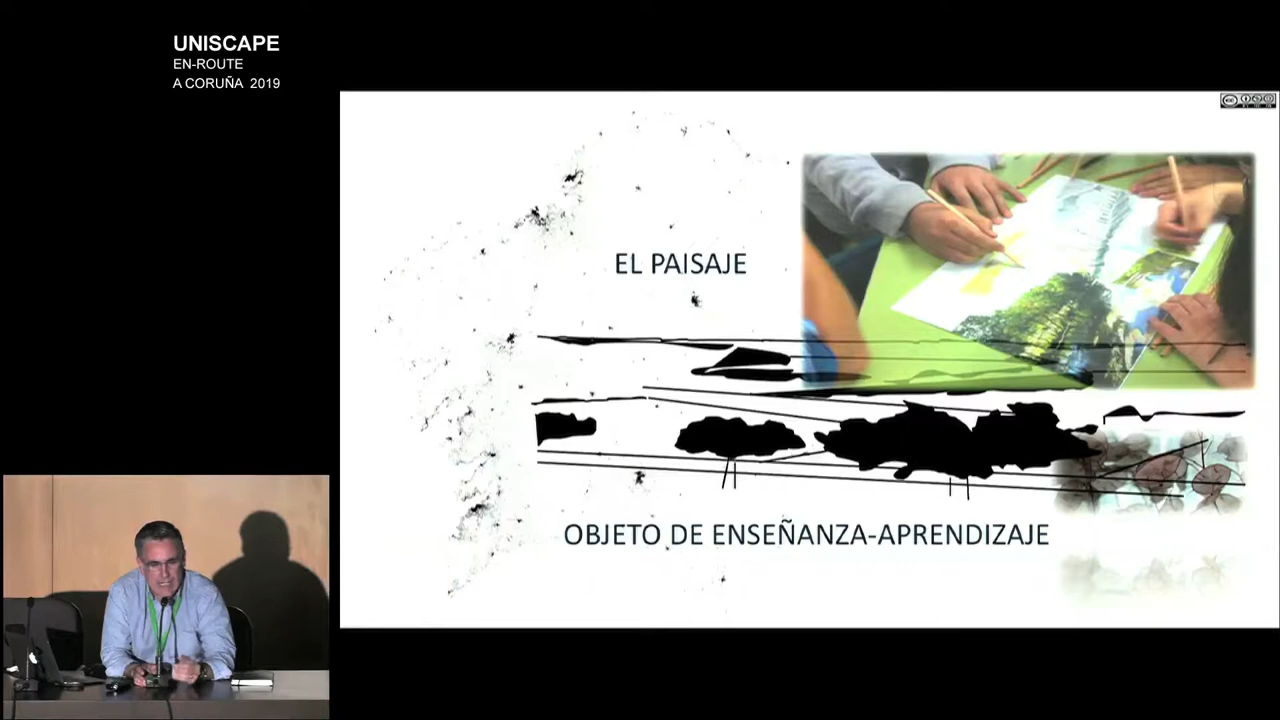 UNISCAPE
EN-ROUTE
A CORUÑA 2019
EL PAISAJE
OBJETO DE ENSEÑANZA-APRENDIZAJE